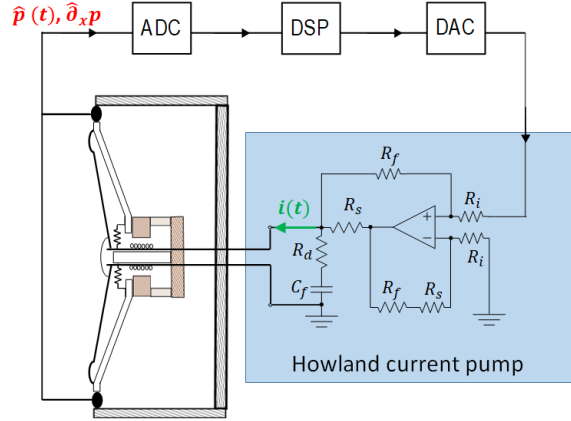 p̂ (t), ∂̂ₓp
ADC
DSP
DAC
R_f
R_i
i(t)
R_s
+
−
R_d
R_i
C_f
R_f
R_s
Howland current pump